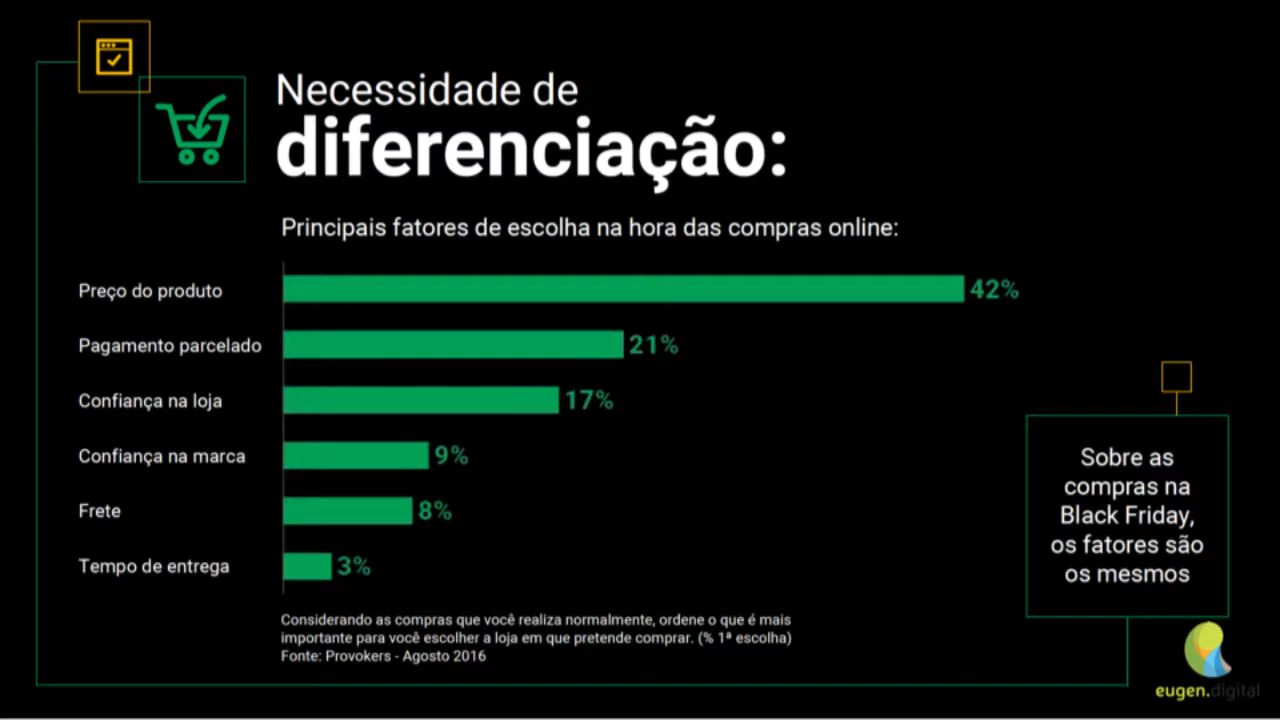 Necessidade de
diferenciação:
Principais fatores de escolha na hora das compras online:
Preço do produto 42%
Pagamento parcelado 21%
Confiança na loja 17%
Confiança na marca 9%
Frete 8%
Tempo de entrega 3%
Sobre as
compras na
Black Friday,
os fatores são
os mesmos
Considerando as compras que você realiza normalmente, ordene o que é mais
importante para você escolher a loja em que pretende comprar. (% 1ª escolha)
Fonte: Provokers - Agosto 2016
eugen.digital